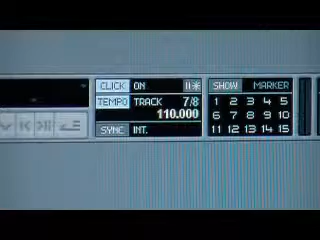 CLICK ON
TEMPO TRACK 7/8
110.000
SYNC INT.
SHOW MARKER
1 2 3 4 5
6 7 8 9 10
11 12 13 14 15